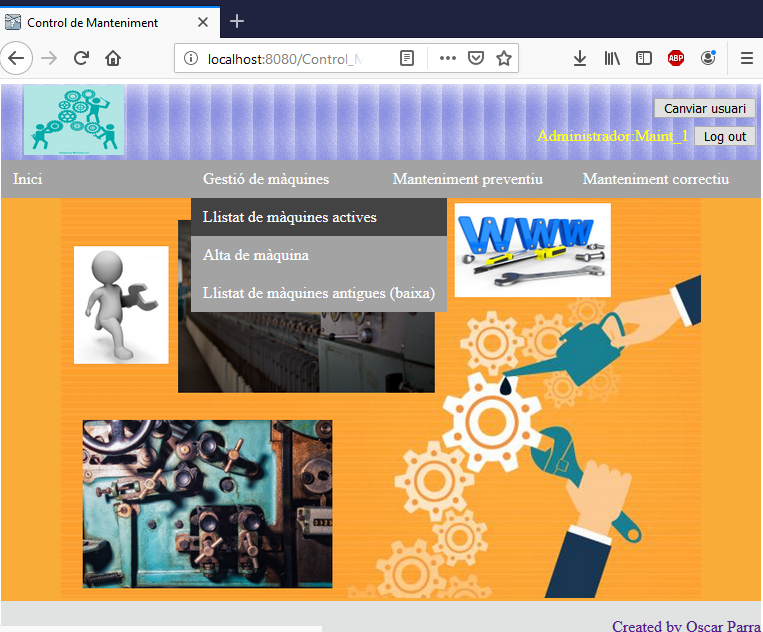 Control de Manteniment
localhost:8080/Control_M
ABP
Canviar usuari
Administrador:Maint_1 Log out
Inici Gestió de màquines Manteniment preventiu Manteniment correctiu
Llistat de màquines actives
Alta de màquina
Llistat de màquines antigues (baixa)
WWW
Created by Oscar Parra